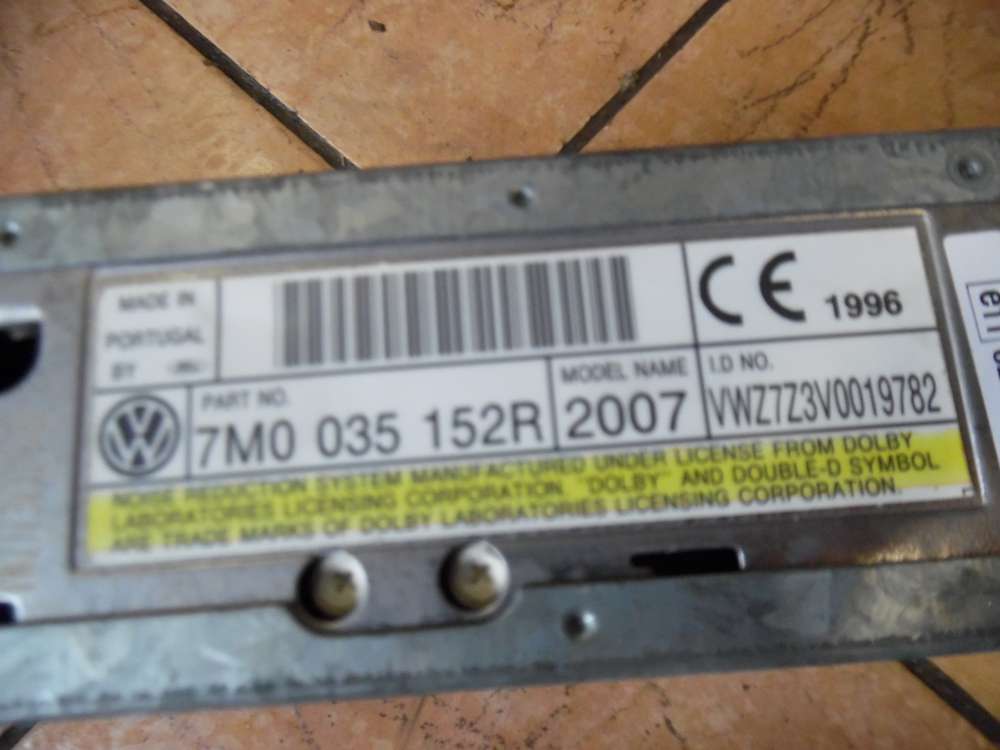 MADE IN
PORTUGAL
BY
CE 1996
PART NO.
7M0 035 152R
MODEL NAME
2007
I.D NO.
VWZ7Z3V0019782
NOISE REDUCTION SYSTEM MANUFACTURED UNDER LICENSE FROM DOLBY
LABORATORIES LICENSING CORPORATION. "DOLBY" AND DOUBLE-D SYMBOL
ARE TRADE MARKS OF DOLBY LABORATORIES LICENSING CORPORATION.
e11